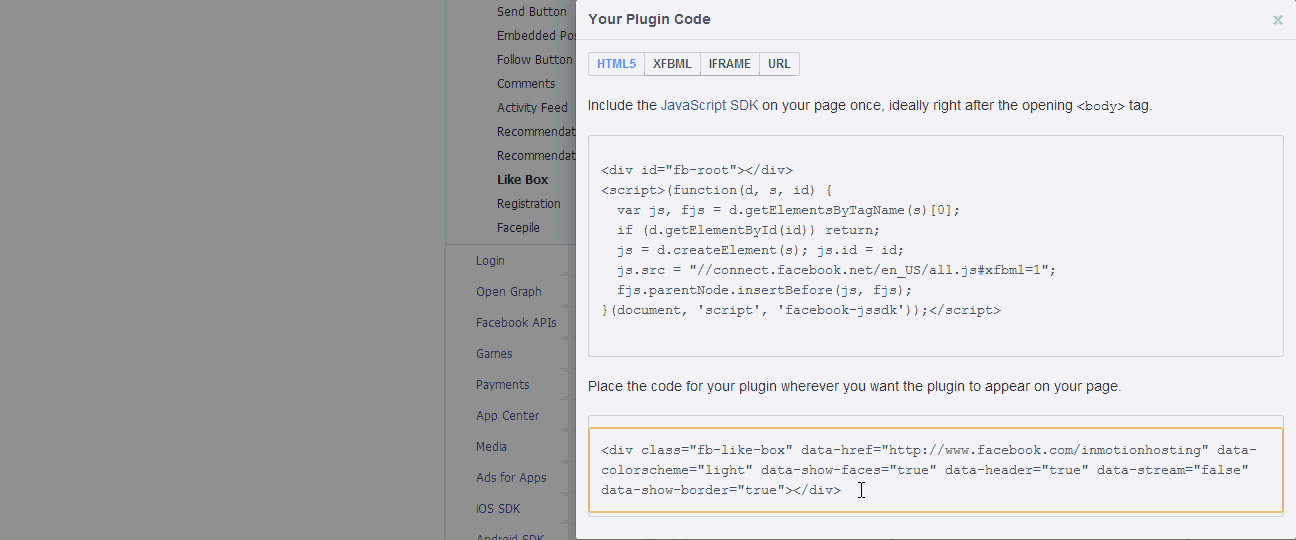 Send Button
Embedded Pos
Follow Button
Comments
Activity Feed
Recommendat
Recommendat
Like Box
Registration
Facepile
Login
Open Graph
Facebook APIs
Games
Payments
App Center
Media
Ads for Apps
iOS SDK
Android SDK
Your Plugin Code
×
HTML5 XFBML IFRAME URL
Include the JavaScript SDK on your page once, ideally right after the opening <body> tag.
<div id="fb-root"></div>
<script>(function(d, s, id) {
  var js, fjs = d.getElementsByTagName(s)[0];
  if (d.getElementById(id)) return;
  js = d.createElement(s); js.id = id;
  js.src = "//connect.facebook.net/en_US/all.js#xfbml=1";
  fjs.parentNode.insertBefore(js, fjs);
}(document, 'script', 'facebook-jssdk'));</script>
Place the code for your plugin wherever you want the plugin to appear on your page.
<div class="fb-like-box" data-href="http://www.facebook.com/inmotionhosting" data-
colorscheme="light" data-show-faces="true" data-header="true" data-stream="false"
data-show-border="true"></div>